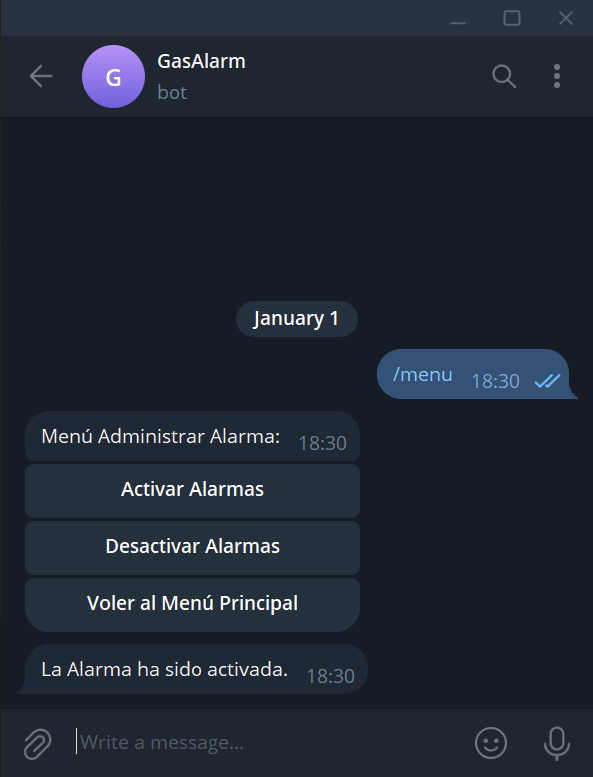 G
GasAlarm
bot
January 1
/menu 18:30
Menú Administrar Alarma: 18:30
Activar Alarmas
Desactivar Alarmas
Voler al Menú Principal
La Alarma ha sido activada. 18:30
Write a message...